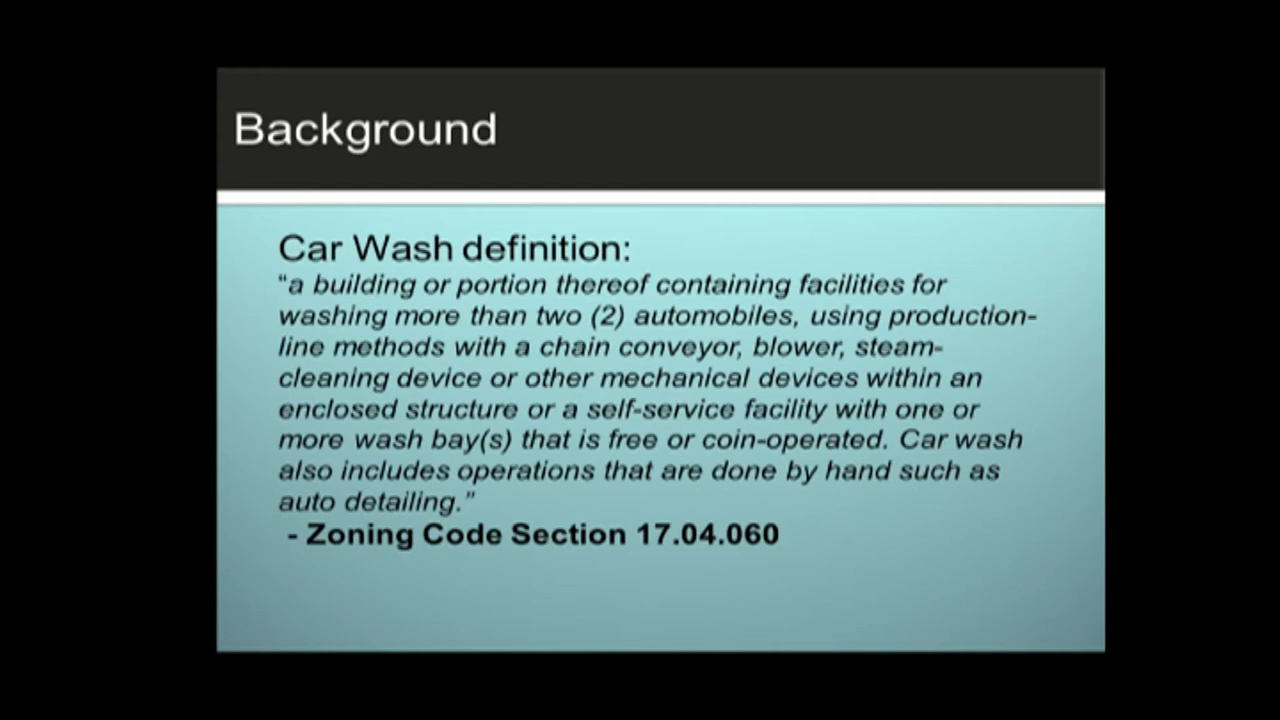 Background
Car Wash definition:
“a building or portion thereof containing facilities for
washing more than two (2) automobiles, using production-
line methods with a chain conveyor, blower, steam-
cleaning device or other mechanical devices within an
enclosed structure or a self-service facility with one or
more wash bay(s) that is free or coin-operated. Car wash
also includes operations that are done by hand such as
auto detailing.”
- Zoning Code Section 17.04.060